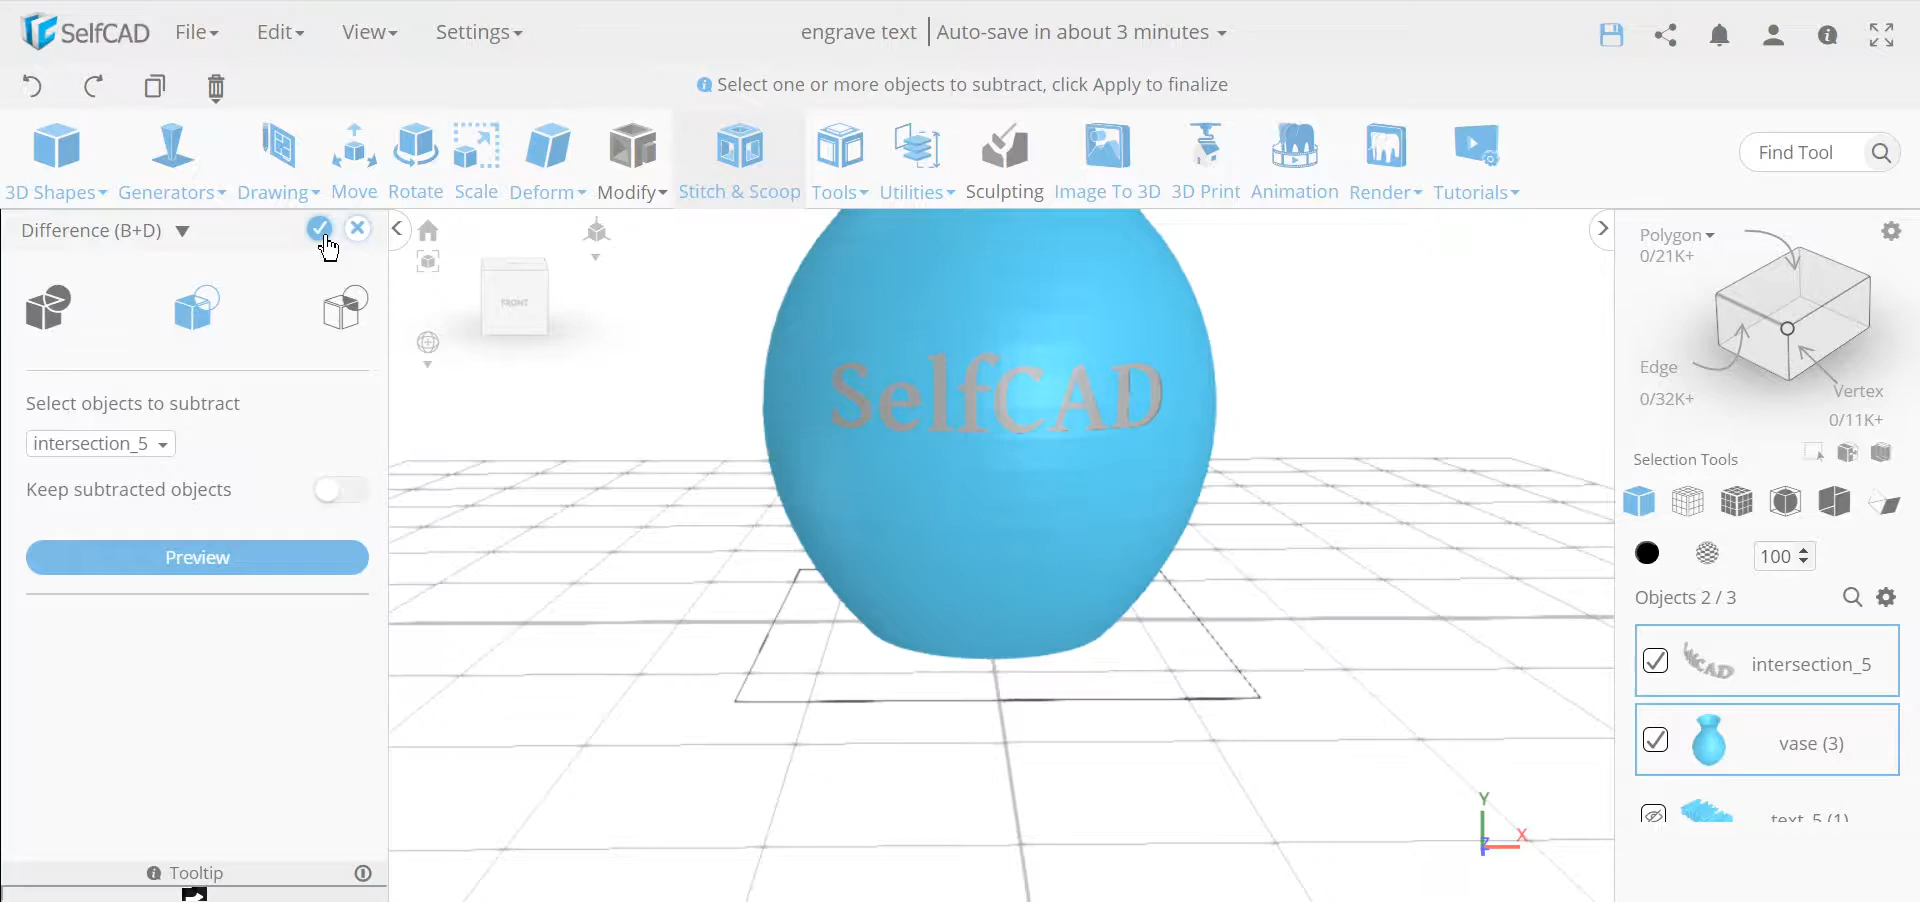 SelfCAD
File
Edit
View
Settings
engrave text
Auto-save in about 3 minutes
Select one or more objects to subtract, click Apply to finalize
3D Shapes
Generators
Drawing
Move
Rotate
Scale
Deform
Modify
Stitch & Scoop
Tools
Utilities
Sculpting
Image To 3D
3D Print
Animation
Render
Tutorials
Find Tool
Difference (B+D)
Select objects to subtract
intersection_5
Keep subtracted objects
Preview
Tooltip
FRONT
SelfCAD
Y
X
Z
Polygon
0/21K+
Edge
0/32K+
Vertex
0/11K+
Selection Tools
100
Objects 2 / 3
intersection_5
vase (3)
text_5 (1)